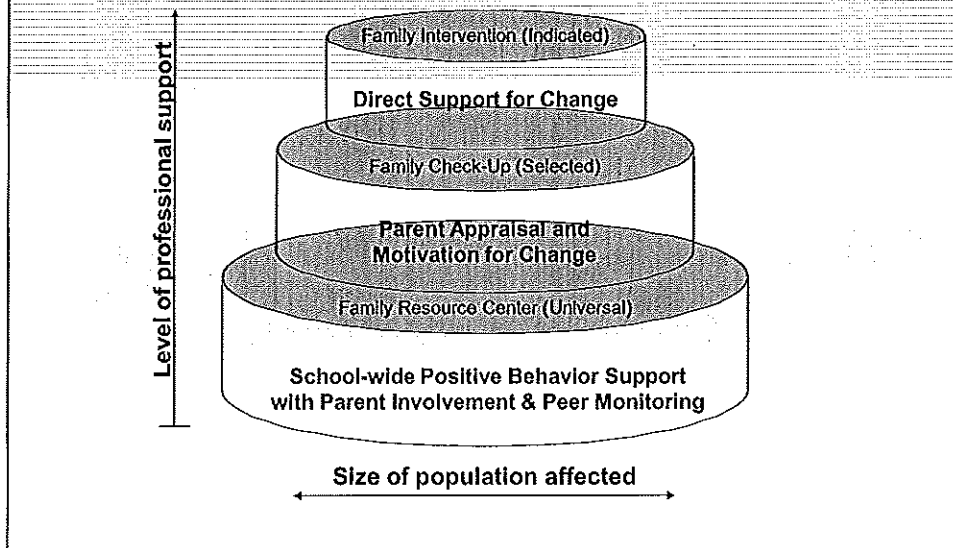 Family Intervention (Indicated)
Direct Support for Change
Family Check-Up (Selected)
Parent Appraisal and
Motivation for Change
Family Resource Center (Universal)
School-wide Positive Behavior Support
with Parent Involvement & Peer Monitoring
Level of professional support
Size of population affected